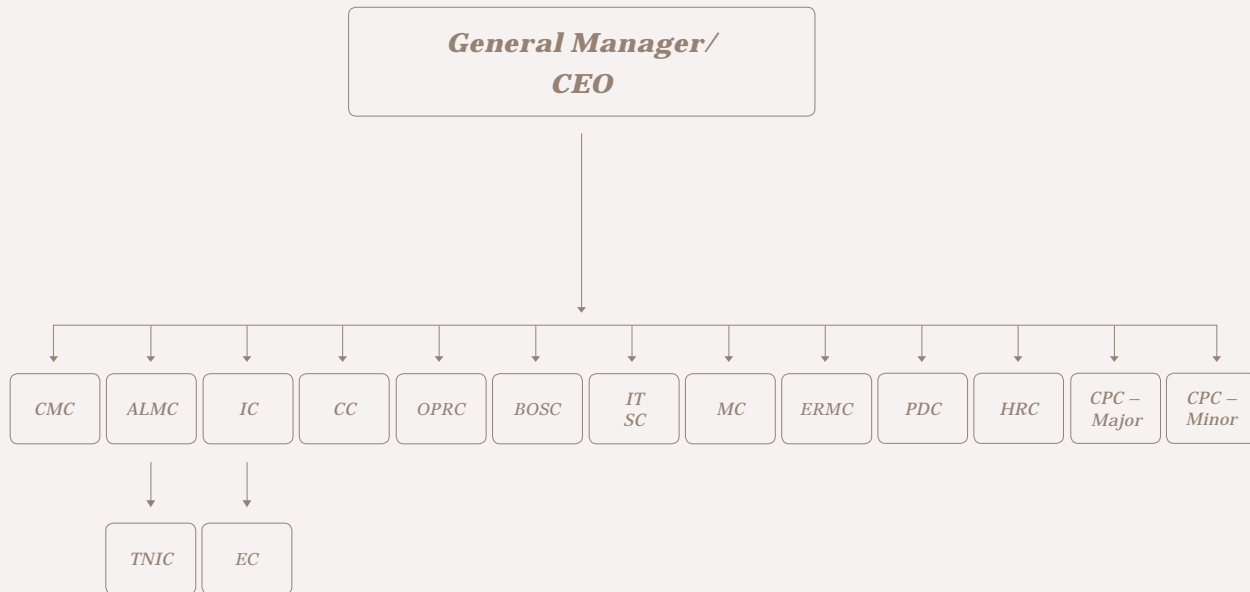 General Manager/
CEO
CMC
ALMC
IC
CC
OPRC
BOSC
IT
SC
MC
ERMC
PDC
HRC
CPC –
Major
CPC –
Minor
TNIC
EC